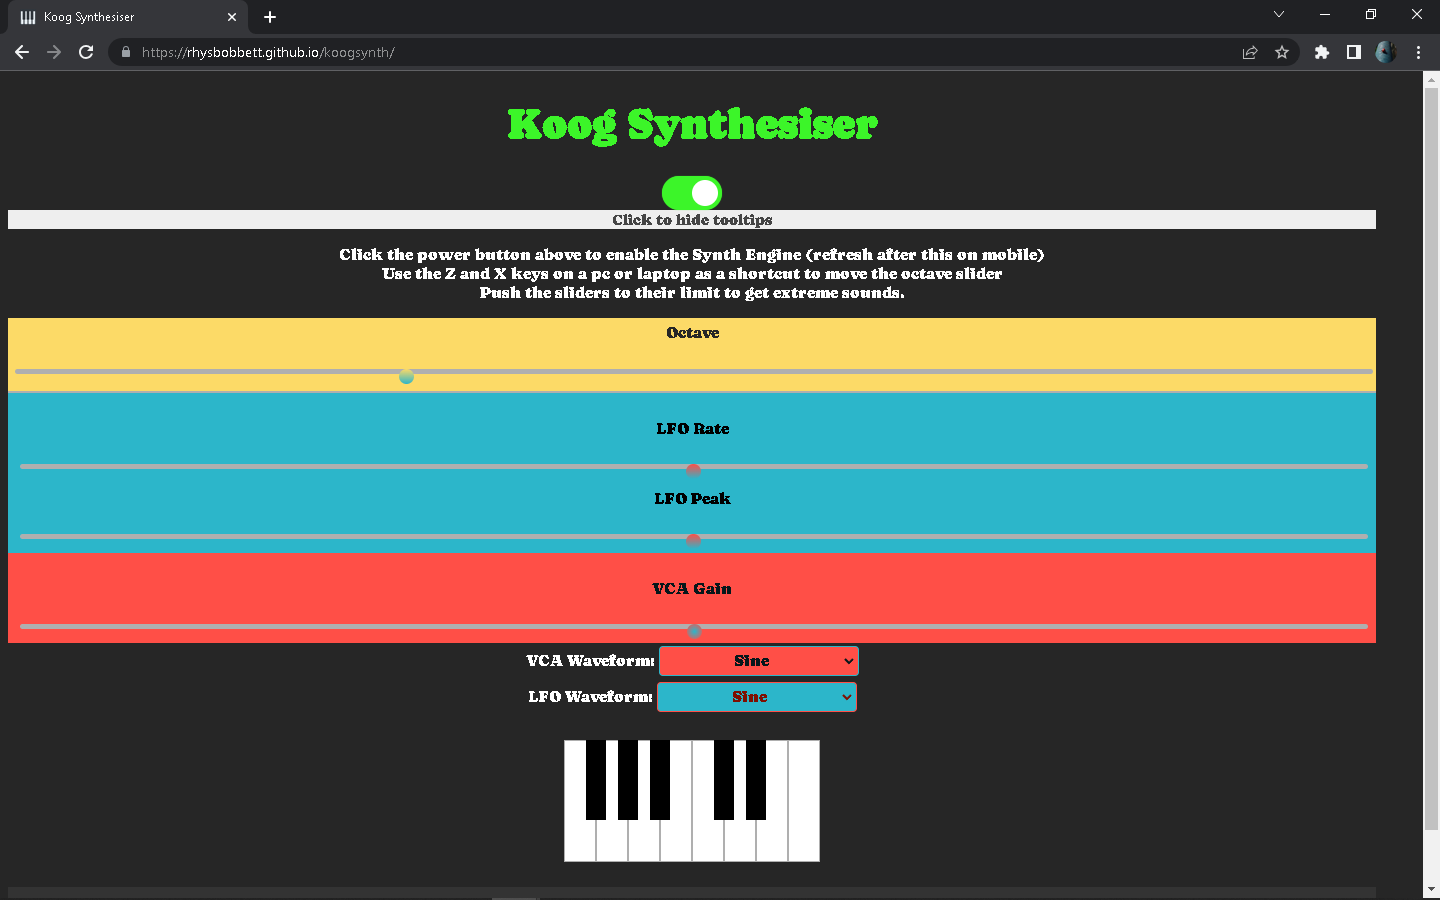 Koog Synthesiser
https://rhysbobbett.github.io/koogsynth/
Koog Synthesiser
Click to hide tooltips
Click the power button above to enable the Synth Engine (refresh after this on mobile)
Use the Z and X keys on a pc or laptop as a shortcut to move the octave slider
Push the sliders to their limit to get extreme sounds.
Octave
LFO Rate
LFO Peak
VCA Gain
VCA Waveform: Sine
LFO Waveform: Sine